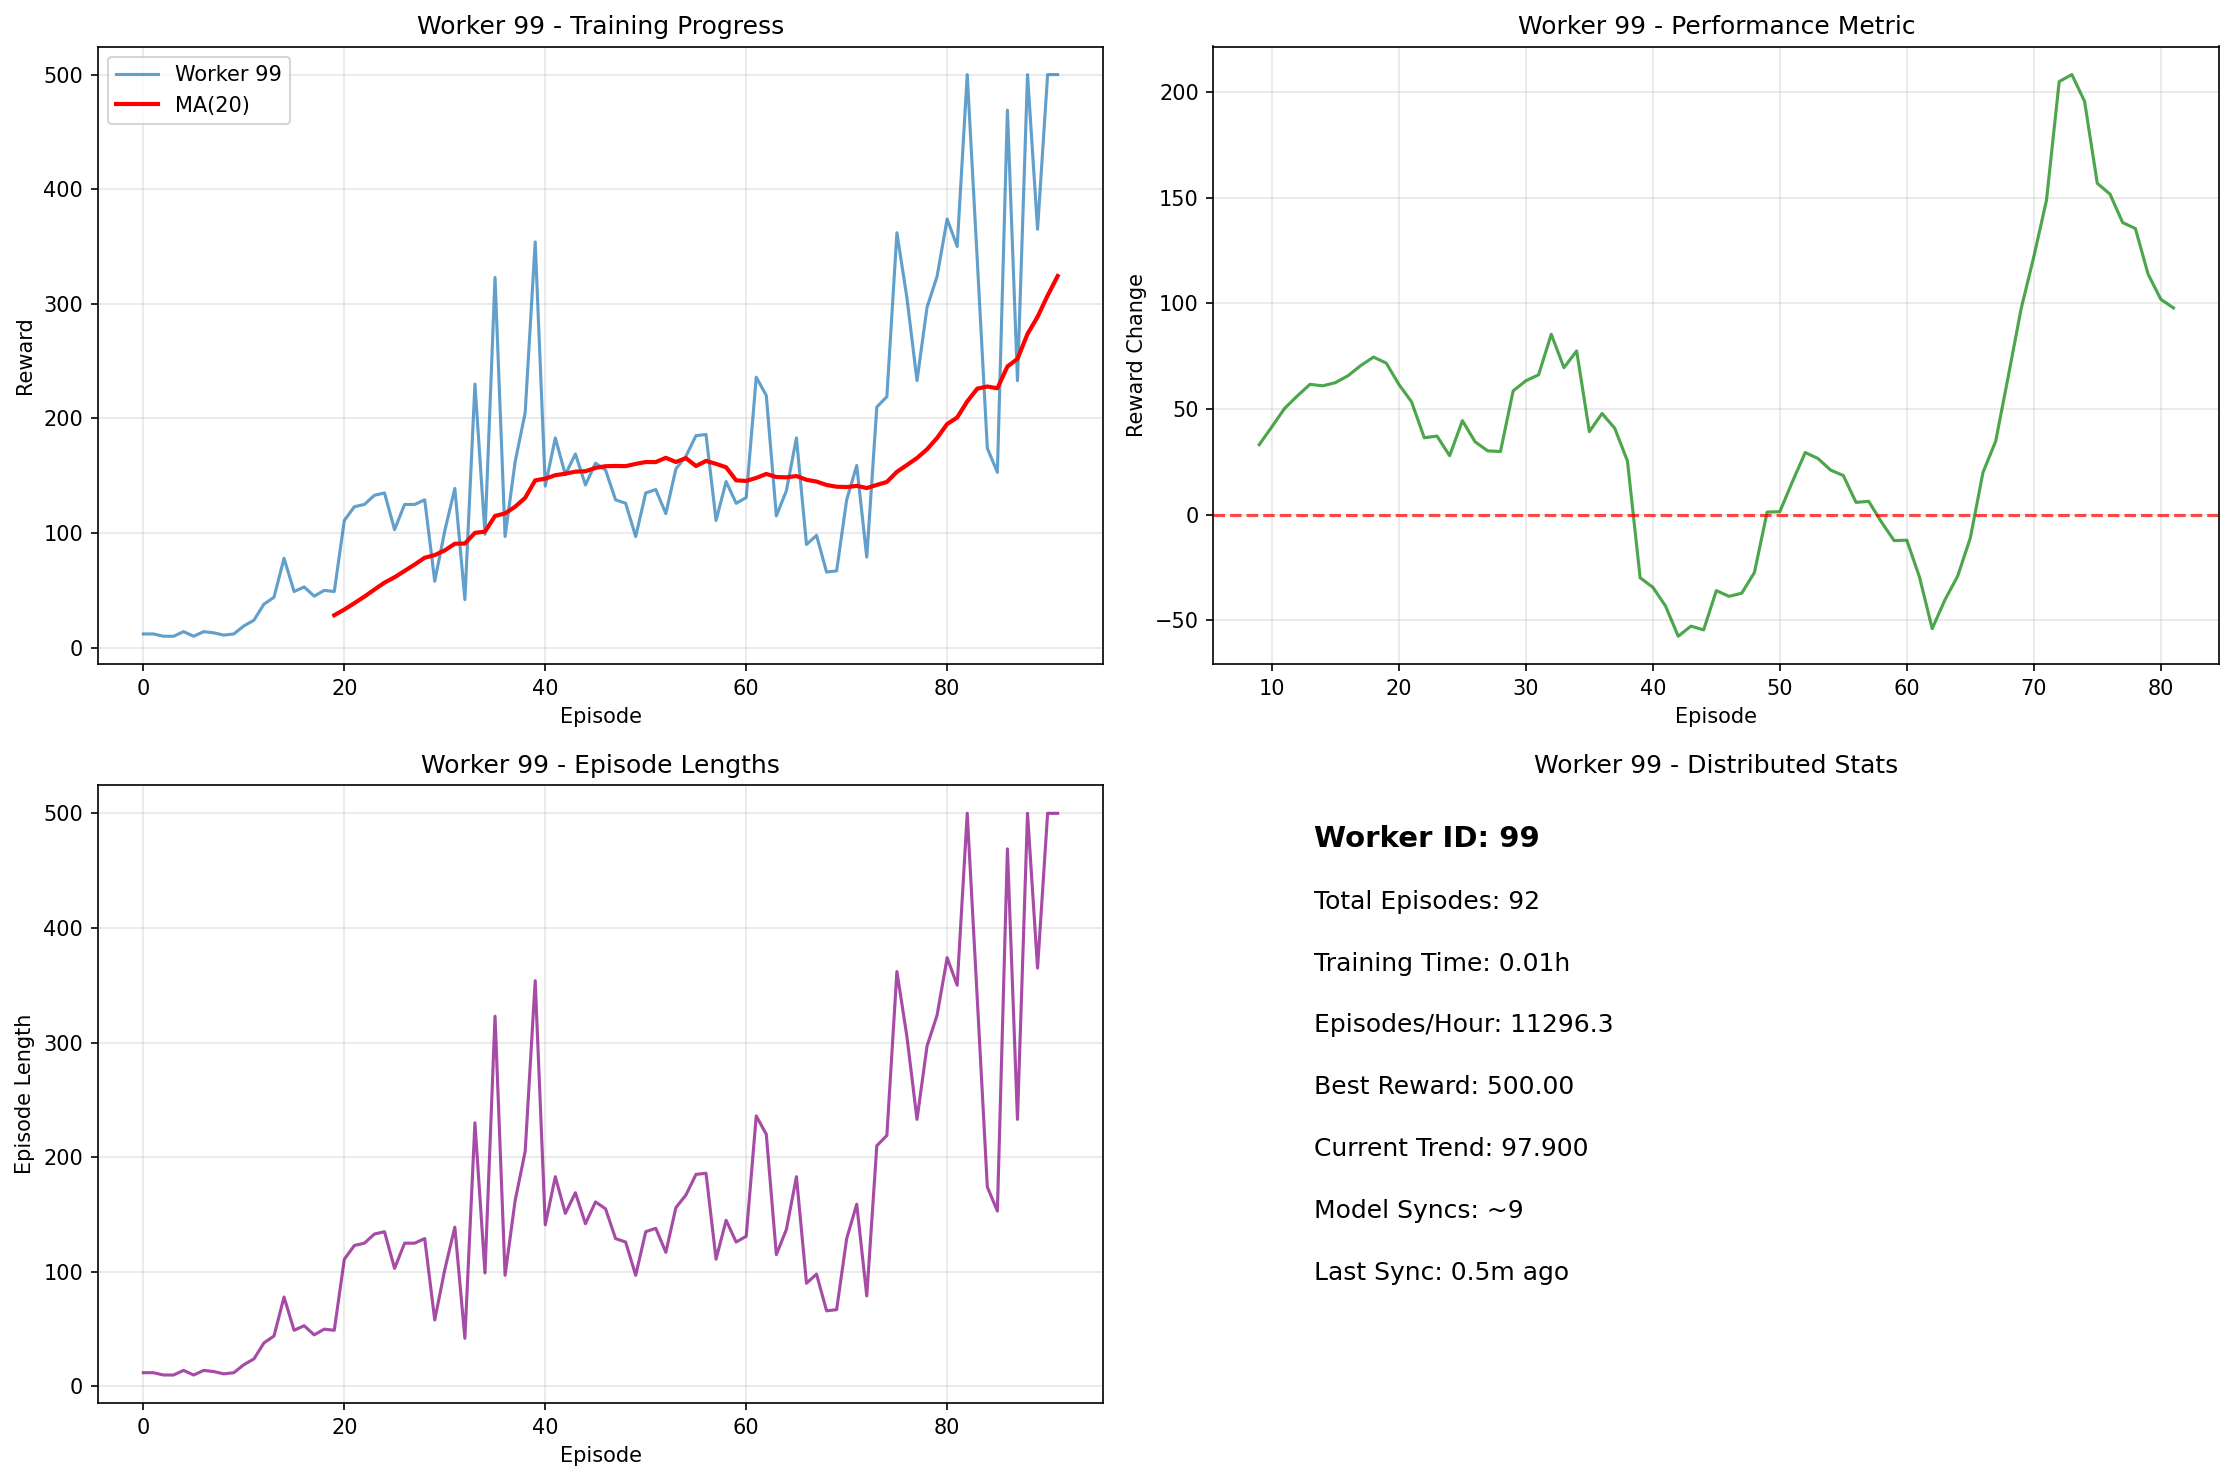 Worker 99 - Training Progress
Worker 99
MA(20)
Reward
500
400
300
200
100
0
0 20 40 60 80
Episode
Worker 99 - Performance Metric
Reward Change
200
150
100
50
0
−50
10 20 30 40 50 60 70 80
Episode
Worker 99 - Episode Lengths
Episode Length
500
400
300
200
100
0
0 20 40 60 80
Episode
Worker 99 - Distributed Stats
Worker ID: 99
Total Episodes: 92
Training Time: 0.01h
Episodes/Hour: 11296.3
Best Reward: 500.00
Current Trend: 97.900
Model Syncs: ~9
Last Sync: 0.5m ago